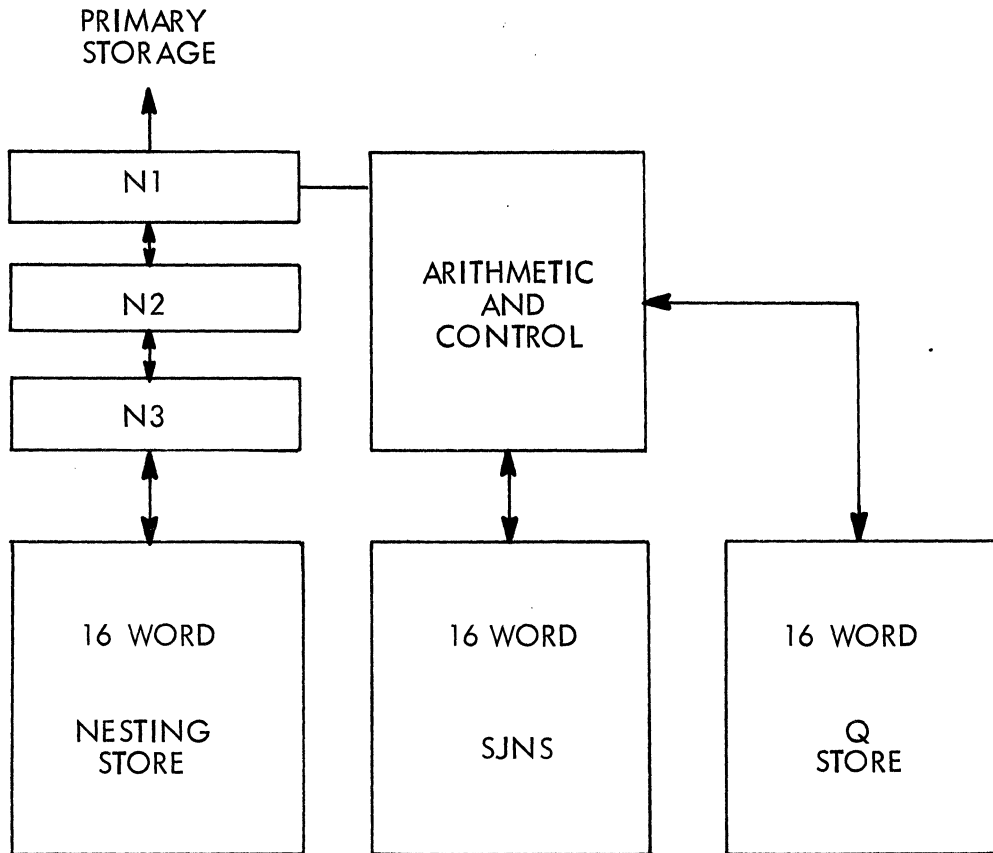 PRIMARY
STORAGE
N1
N2
N3
ARITHMETIC
AND
CONTROL
16 WORD
NESTING
STORE
16 WORD
SJNS
16 WORD
Q
STORE